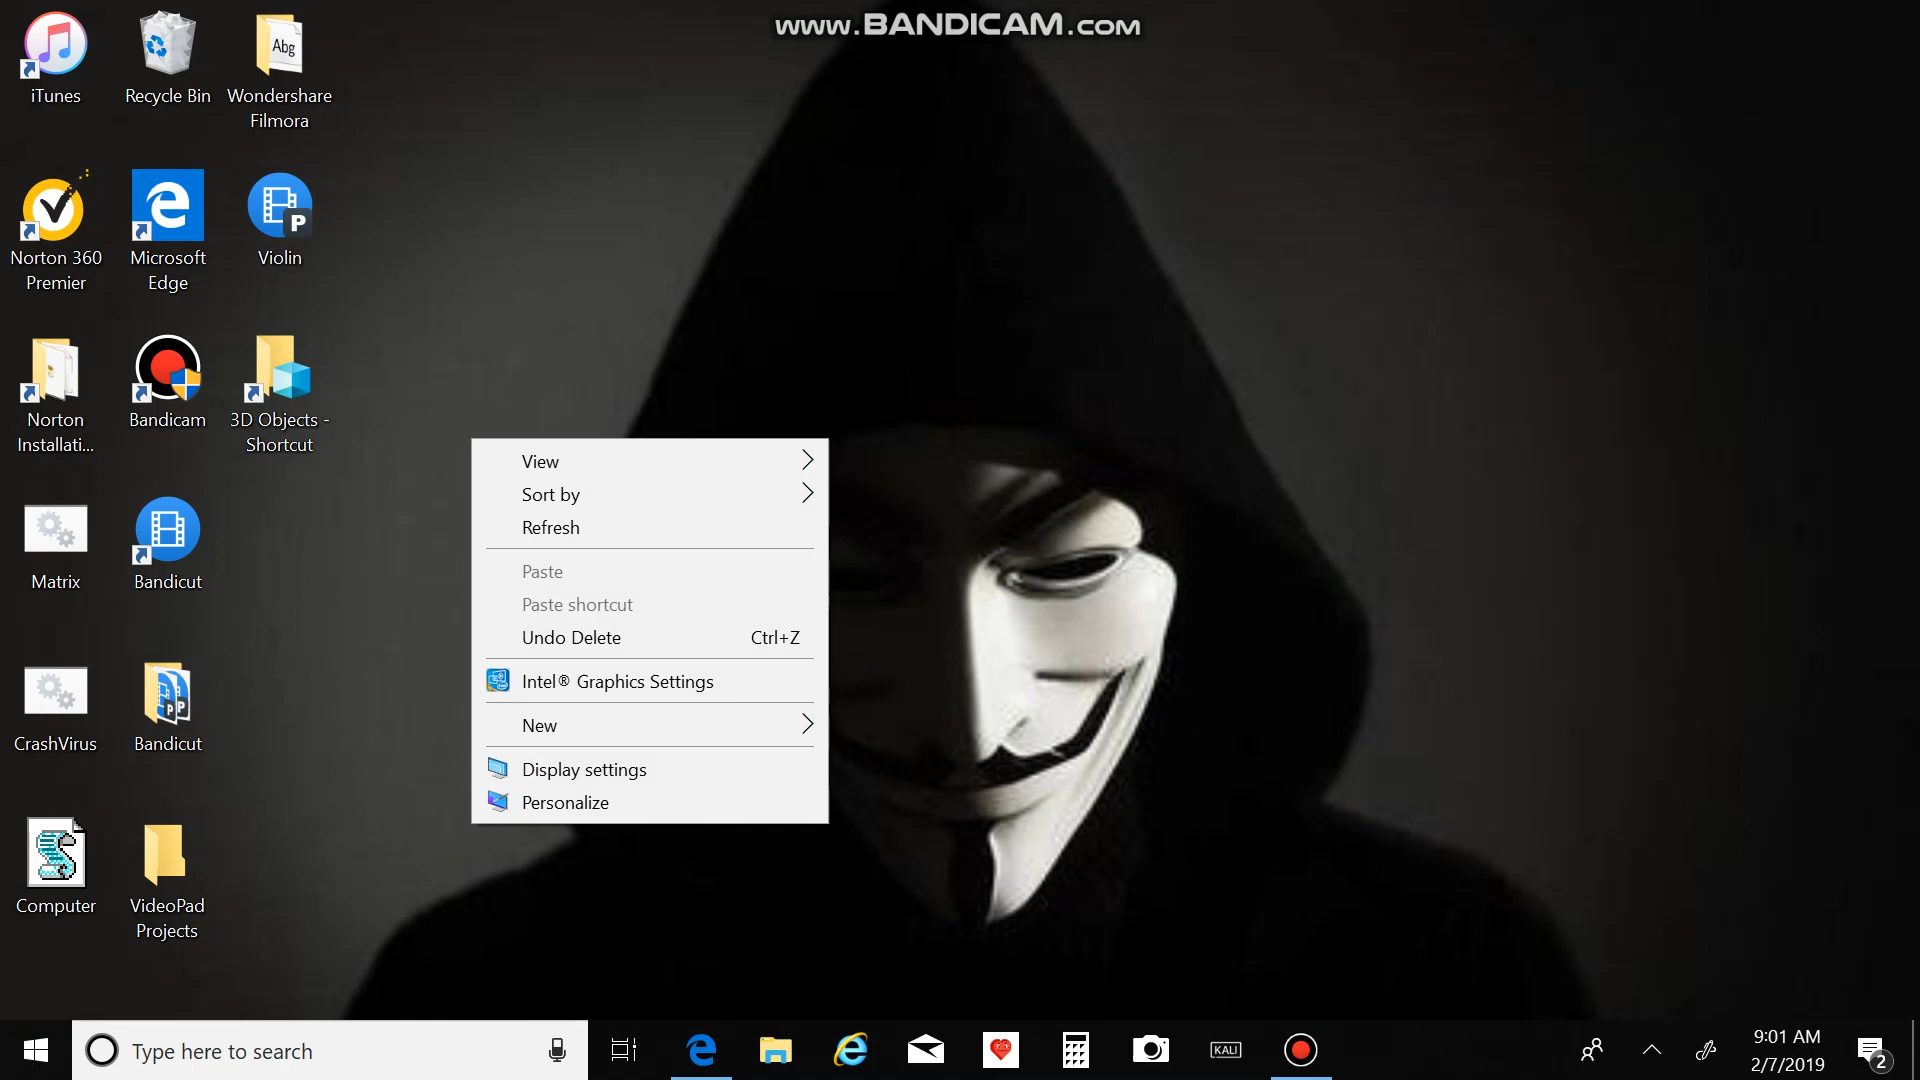 www.BANDICAM.com
iTunes
Recycle Bin
Wondershare
Filmora
Abg
Norton 360
Premier
Microsoft
Edge
P
Violin
Norton
Installati...
Bandicam
3D Objects -
Shortcut
Matrix
Bandicut
CrashVirus
P P
Bandicut
Computer
VideoPad
Projects
View
Sort by
Refresh
Paste
Paste shortcut
Undo Delete Ctrl+Z
Intel® Graphics Settings
New
Display settings
Personalize
Type here to search
KALI
9:01 AM
2/7/2019
2